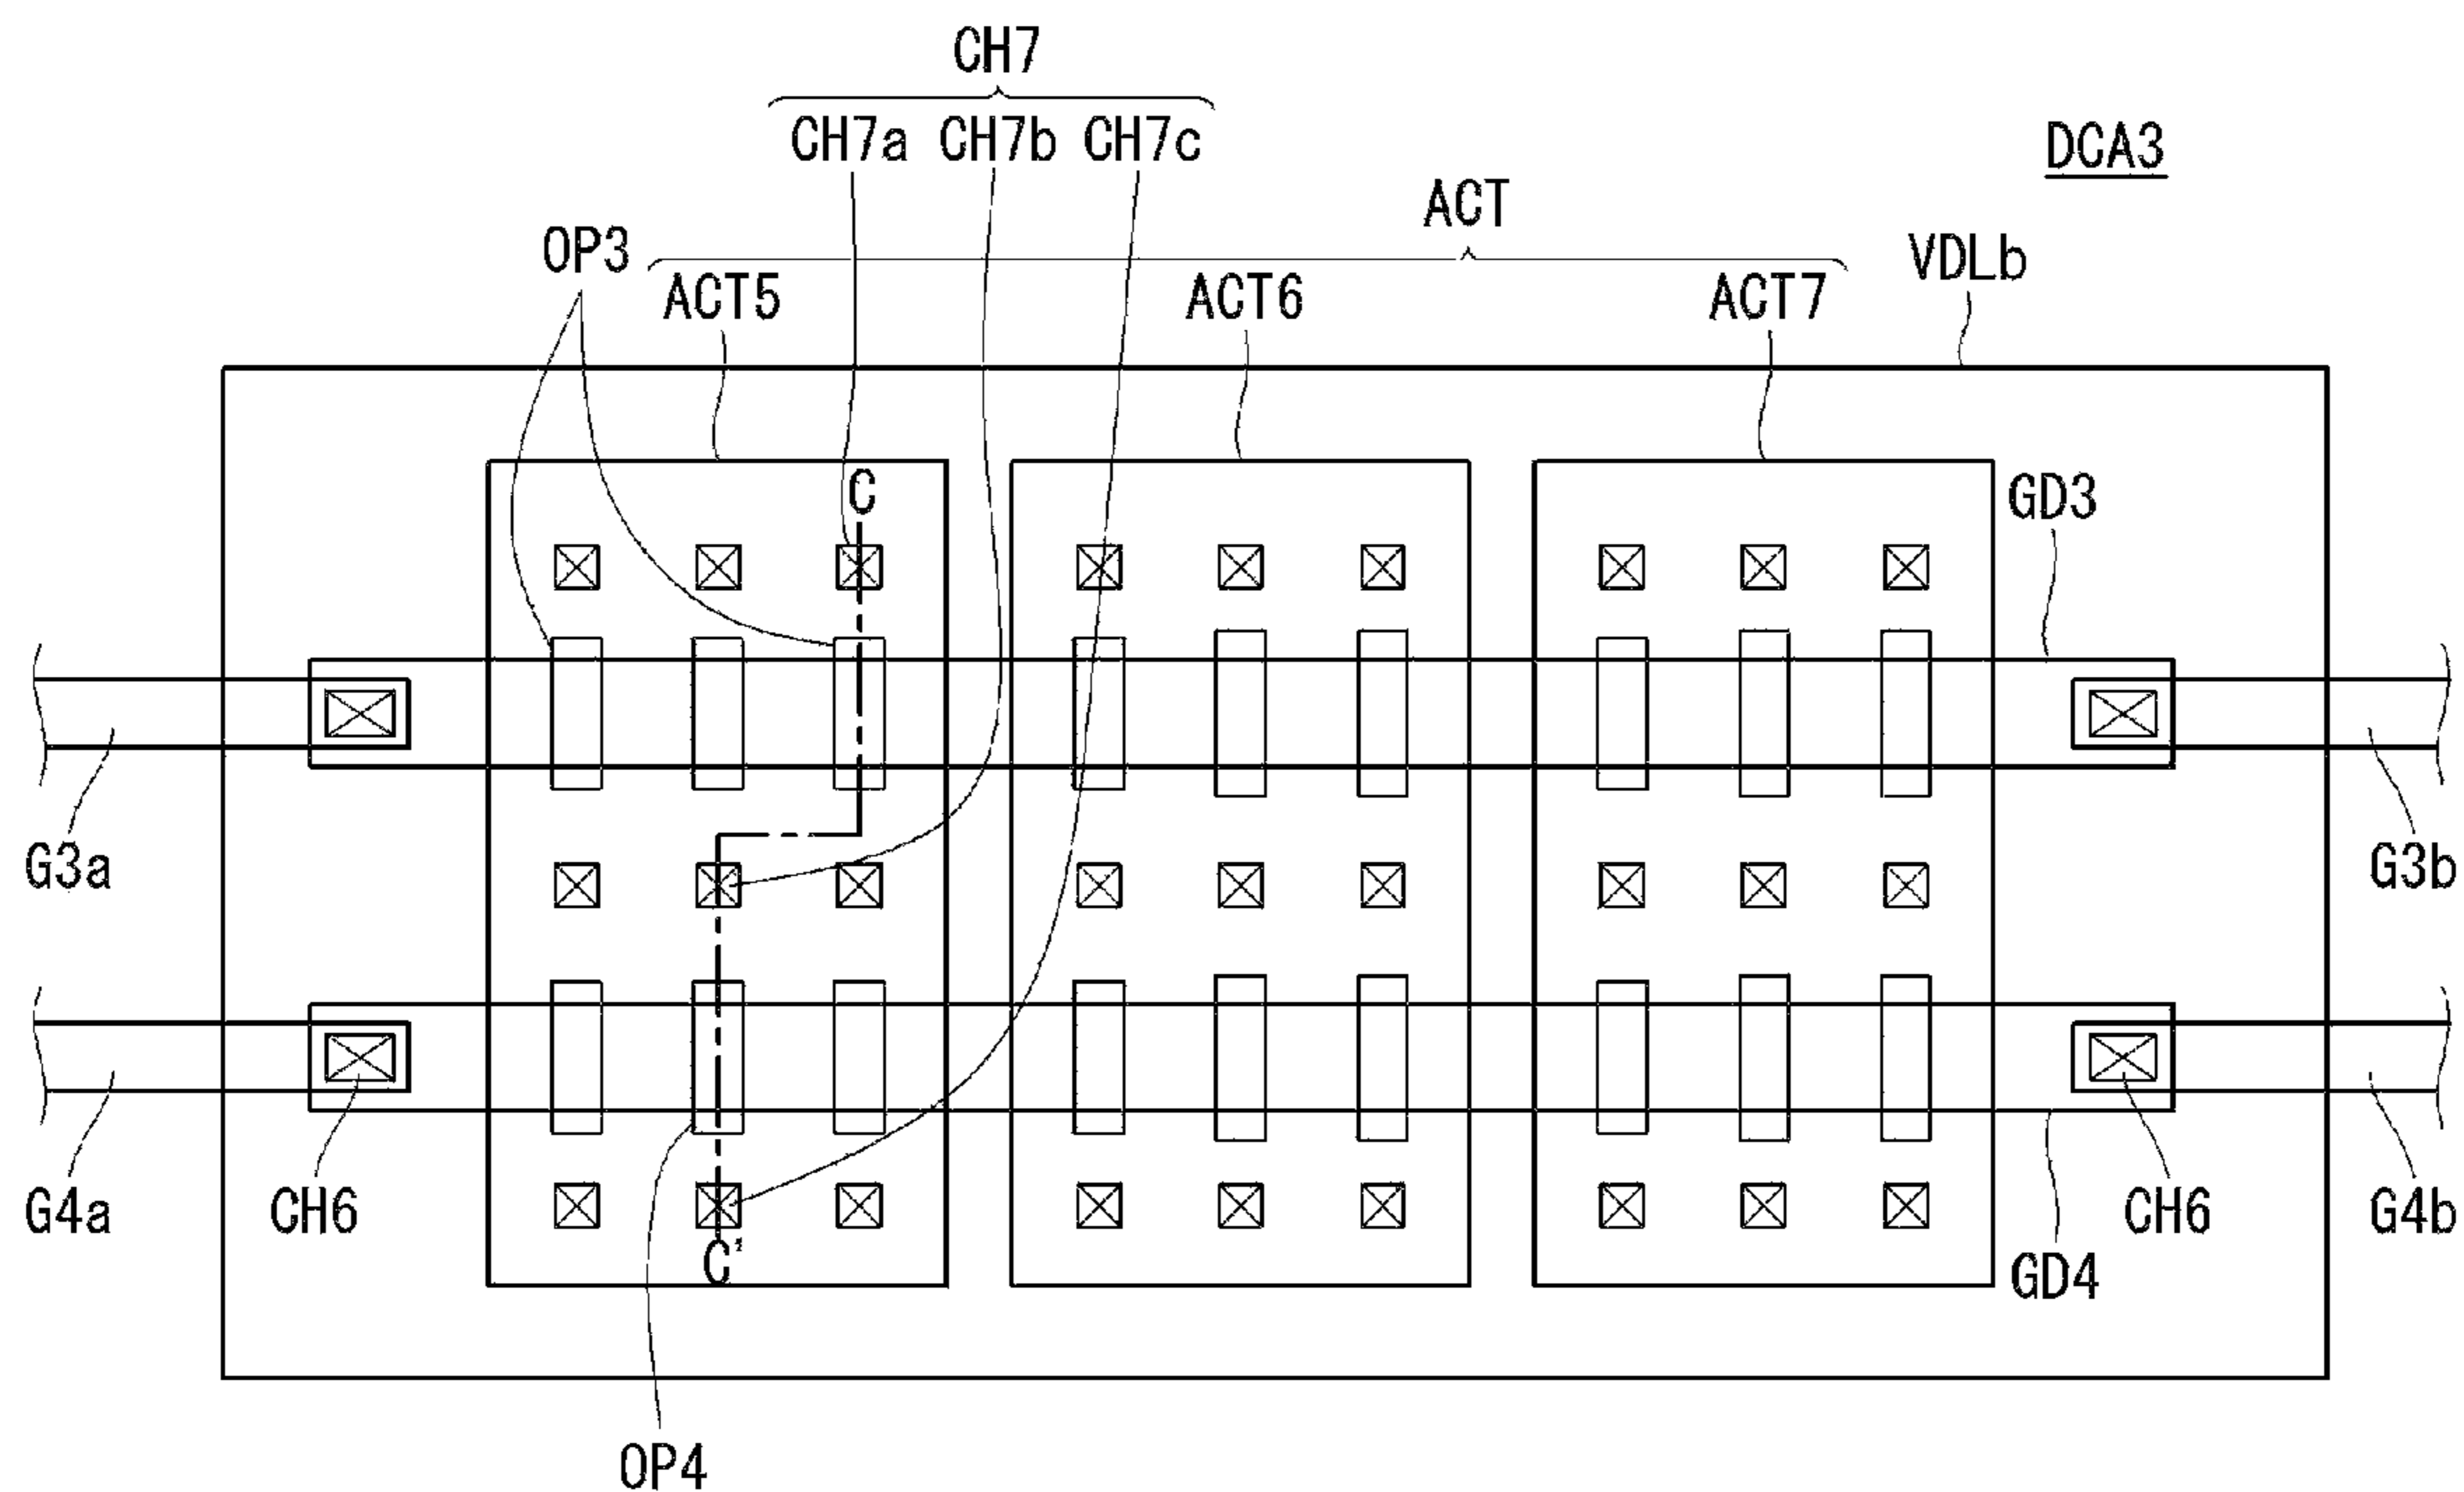 CH7
CH7a CH7b CH7c
DCA3
ACT
OP3
VDLb
ACT5
ACT6
ACT7
C
GD3
G3a
G3b
G4a
CH6
CH6
G4b
C'
GD4
OP4